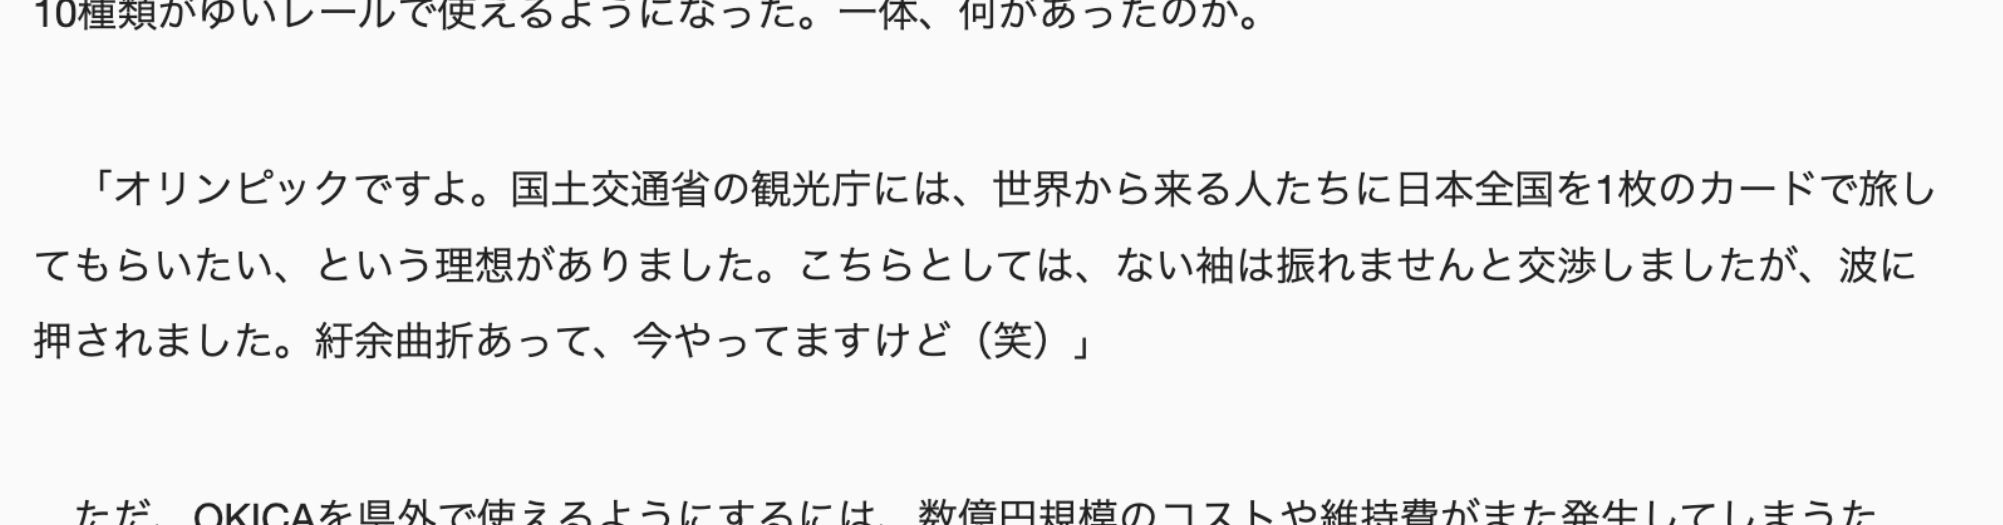 10種類がゆいレールで使えるようになった。一体、何があったのか。
「オリンピックですよ。国土交通省の観光庁には、世界から来る人たちに日本全国を1枚のカードで旅し
てもらいたい、という理想がありました。こちらとしては、ない袖は振れませんと交渉しましたが、波に
押されました。紆余曲折あって、今やってますけど（笑）」
ただ、OKICAを県外で使えるようにするには、数億円規模のコストや維持費がまた発生してしまうた